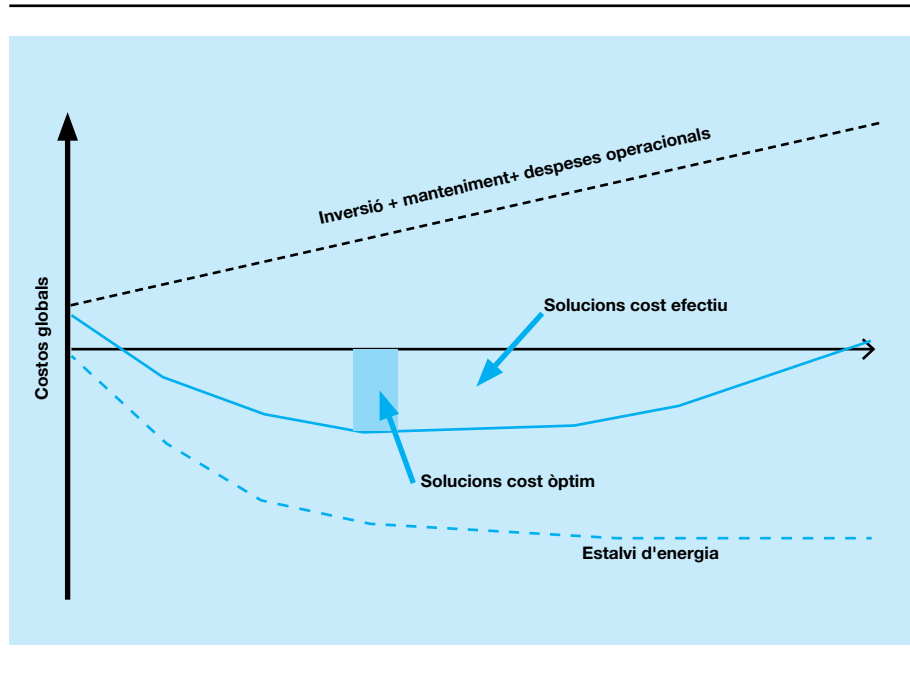 Inversió + manteniment+ despeses operacionals
Costos globals
Solucions cost efectiu
Solucions cost òptim
Estalvi d'energia